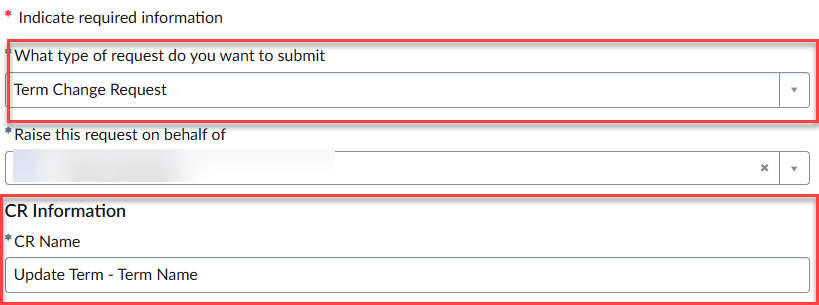 * Indicate required information
*What type of request do you want to submit
Term Change Request
*Raise this request on behalf of
CR Information
*CR Name
Update Term - Term Name